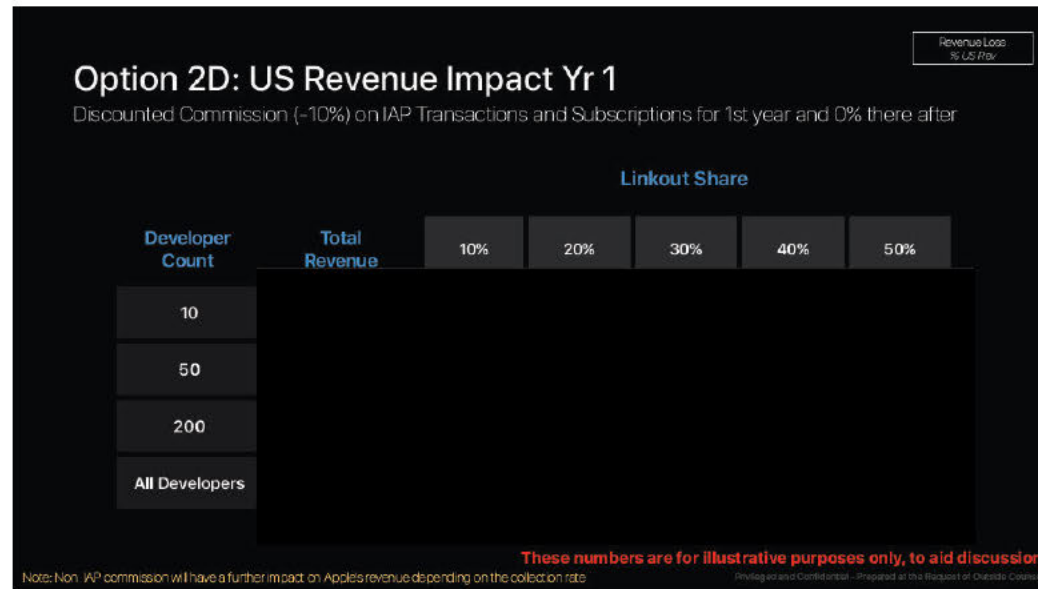 Revenue Loss
% US Rev
Option 2D: US Revenue Impact Yr 1
Discounted Commission (-10%) on IAP Transactions and Subscriptions for 1st year and 0% there after
Linkout Share
Developer Count
Total Revenue
10% 20% 30% 40% 50%
10
50
200
All Developers
These numbers are for illustrative purposes only, to aid discussion
Note: Non IAP commission will have a further impact on Apple's revenue depending on the collection rate
Privileged and Confidential - Prepared at the Request of Outside Counsel